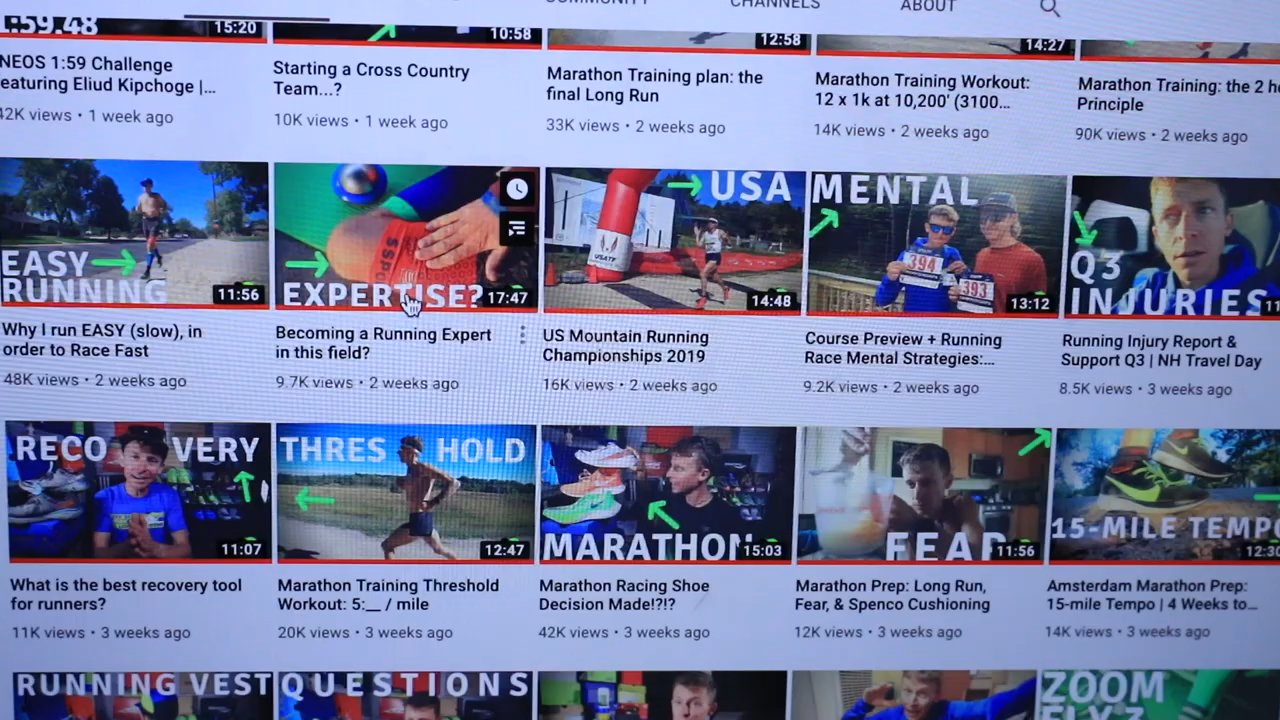 COMMUNITY
CHANNELS
ABOUT
1:59.48
15:20
10:58
12:58
14:27
NEOS 1:59 Challenge
eaturing Eliud Kipchoge |...
42K views • 1 week ago
Starting a Cross Country
Team...?
10K views • 1 week ago
Marathon Training plan: the
final Long Run
33K views • 2 weeks ago
Marathon Training Workout:
12 x 1k at 10,200' (3100...
14K views • 2 weeks ago
Marathon Training: the 2 h
Principle
90K views • 2 weeks ago
EASY
RUNNING
11:56
EXPERTISE?
17:47
USA
USATF
14:48
MENTAL
394
393
13:12
Q3
INJURIES
11
Why I run EASY (slow), in
order to Race Fast
48K views • 2 weeks ago
Becoming a Running Expert
in this field?
9.7K views • 2 weeks ago
US Mountain Running
Championships 2019
16K views • 2 weeks ago
Course Preview + Running
Race Mental Strategies:...
9.2K views • 2 weeks ago
Running Injury Report &
Support Q3 | NH Travel Day
8.5K views • 3 weeks ago
RECO VERY
11:07
THRES HOLD
12:47
MARATHON
15:03
FEAR
11:56
15-MILE TEMPO
12:30
What is the best recovery tool
for runners?
11K views • 3 weeks ago
Marathon Training Threshold
Workout: 5:__ / mile
20K views • 3 weeks ago
Marathon Racing Shoe
Decision Made!?!?
42K views • 3 weeks ago
Marathon Prep: Long Run,
Fear, & Spenco Cushioning
12K views • 3 weeks ago
Amsterdam Marathon Prep:
15-mile Tempo | 4 Weeks to...
14K views • 3 weeks ago
RUNNING VEST
QUESTIONS
ZOOM
FLY 3